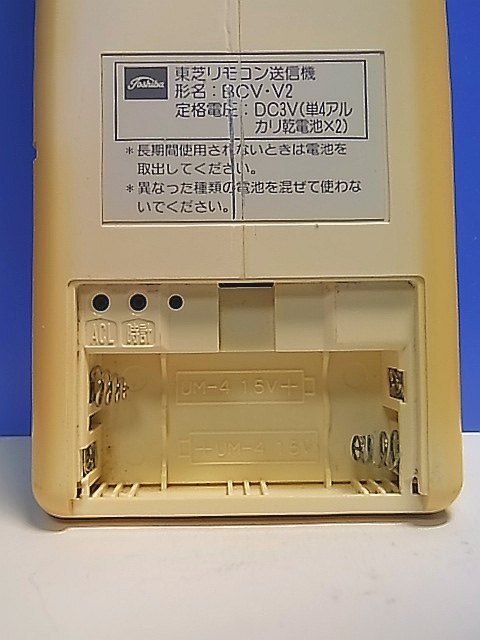 Toshiba
東芝リモコン送信機
形名：BCV・V2
定格電圧：DC3V（単4アル
カリ乾電池×2）
＊長期間使用されないときは電池を
取出してください。
＊異なった種類の電池を混ぜて使わな
いでください。
ACL 時計
UM-4 1.5V＋
＋UM-4 1.5V